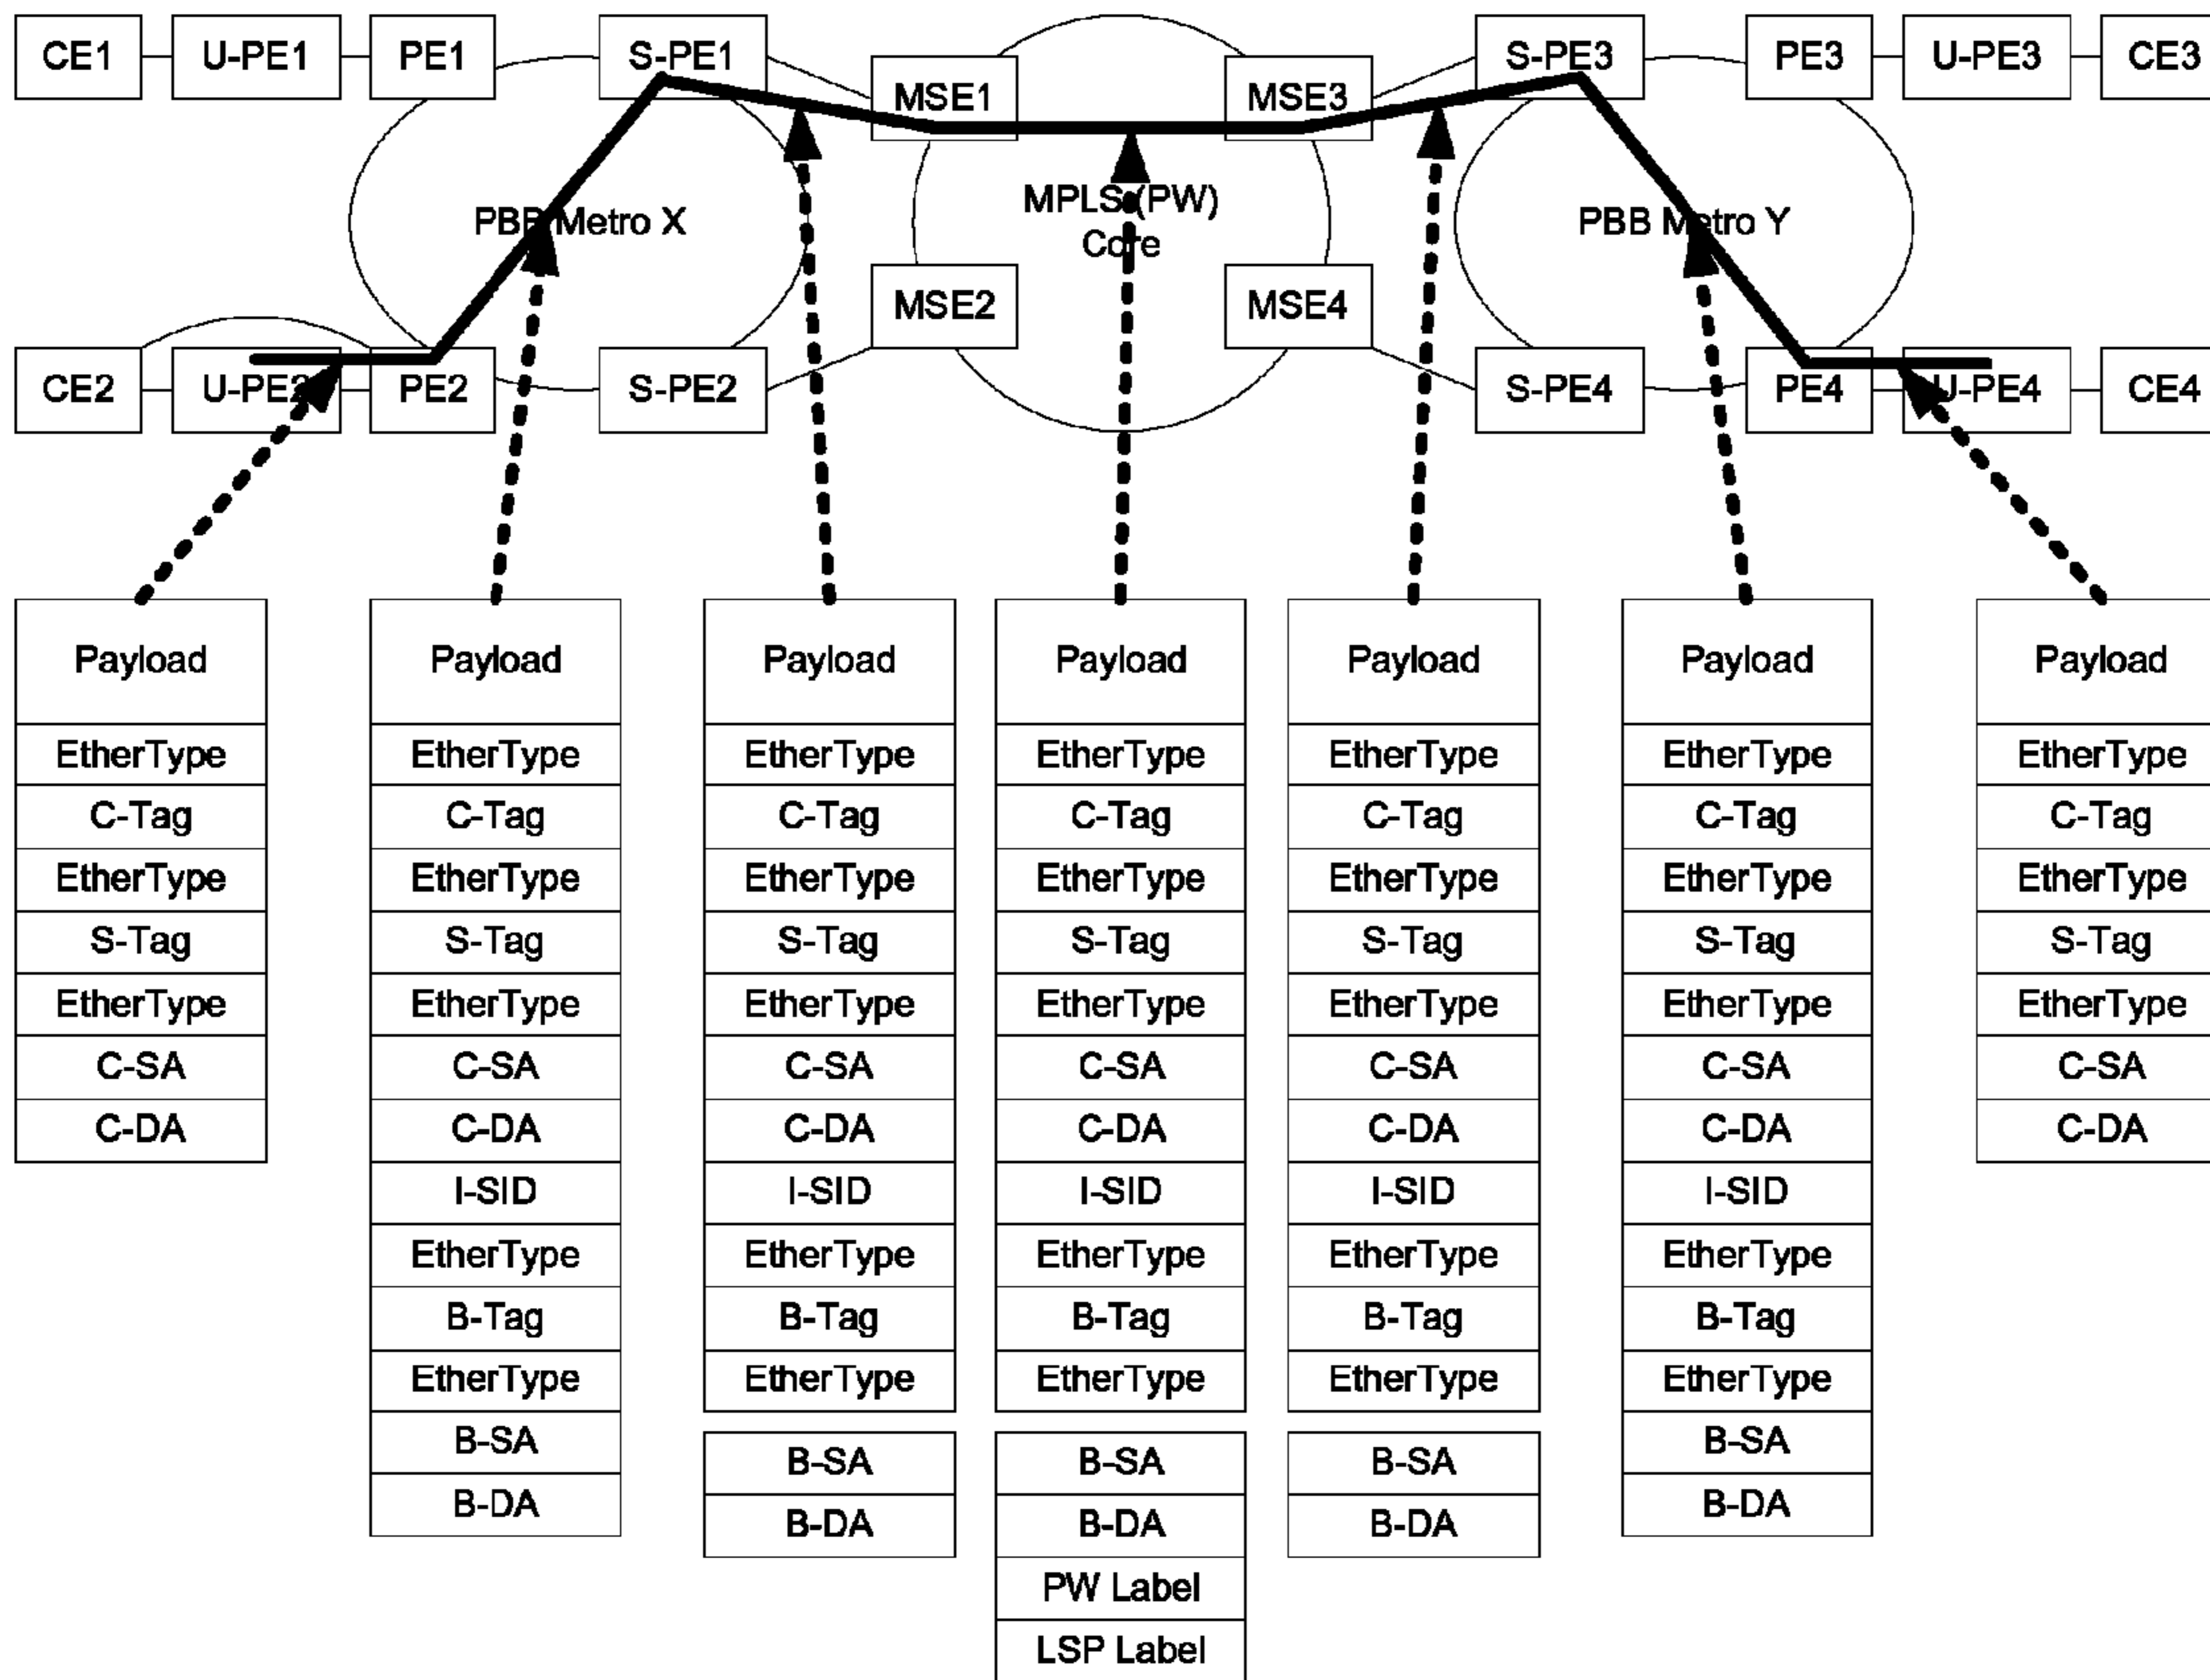 CE1
U-PE1
PE1
S-PE1
MSE1
MSE3
S-PE3
PE3
U-PE3
CE3
PBB Metro X
MPLS (PW)
Core
PBB Metro Y
CE2
U-PE2
PE2
S-PE2
MSE2
MSE4
S-PE4
PE4
U-PE4
CE4
Payload
EtherType
C-Tag
EtherType
S-Tag
EtherType
C-SA
C-DA
Payload
EtherType
C-Tag
EtherType
S-Tag
EtherType
C-SA
C-DA
I-SID
EtherType
B-Tag
EtherType
B-SA
B-DA
Payload
EtherType
C-Tag
EtherType
S-Tag
EtherType
C-SA
C-DA
I-SID
EtherType
B-Tag
EtherType
B-SA
B-DA
Payload
EtherType
C-Tag
EtherType
S-Tag
EtherType
C-SA
C-DA
I-SID
EtherType
B-Tag
EtherType
B-SA
B-DA
PW Label
LSP Label
Payload
EtherType
C-Tag
EtherType
S-Tag
EtherType
C-SA
C-DA
I-SID
EtherType
B-Tag
EtherType
B-SA
B-DA
Payload
EtherType
C-Tag
EtherType
S-Tag
EtherType
C-SA
C-DA
I-SID
EtherType
B-Tag
EtherType
B-SA
B-DA
Payload
EtherType
C-Tag
EtherType
S-Tag
EtherType
C-SA
C-DA